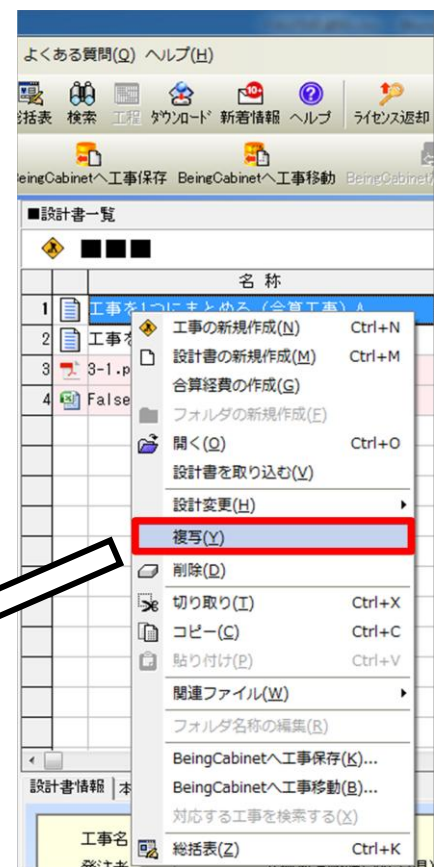 よくある質問(Q) ヘルプ(H)
括表 検索 工程 ダウンロード 新着情報 ヘルプ ライセンス返却
BeingCabinetへ工事保存 BeingCabinetへ工事移動 BeingCabinet
■設計書一覧
■■■
名 称
1 工事を1つにまとめる(合算工事)A
2 工事を
3 3-1.p
4 False
工事の新規作成(N) Ctrl+N
設計書の新規作成(M) Ctrl+M
合算経費の作成(G)
フォルダの新規作成(F)
開く(O) Ctrl+O
設計書を取り込む(V)
設計変更(H)
複写(Y)
削除(D)
切り取り(T) Ctrl+X
コピー(C) Ctrl+C
貼り付け(P) Ctrl+V
関連ファイル(W)
フォルダ名称の編集(R)
BeingCabinetへ工事保存(K)...
BeingCabinetへ工事移動(B)...
対応する工事を検索する(X)
総括表(Z) Ctrl+K
設計書情報 本
工事名
発注者